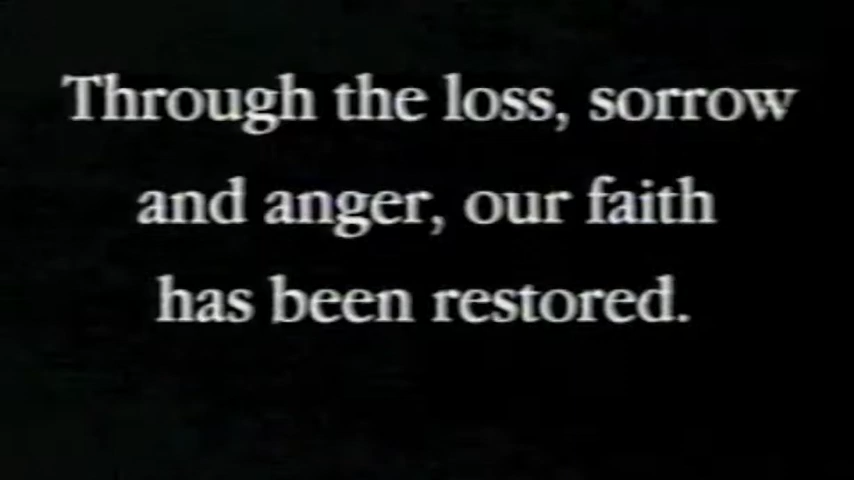 Through the loss, sorrow
and anger, our faith
has been restored.